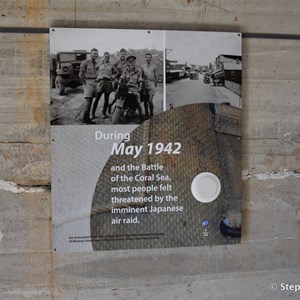 During
May 1942
and the Battle
of the Coral Sea,
most people felt
threatened by the
imminent Japanese
air raid.
© Step